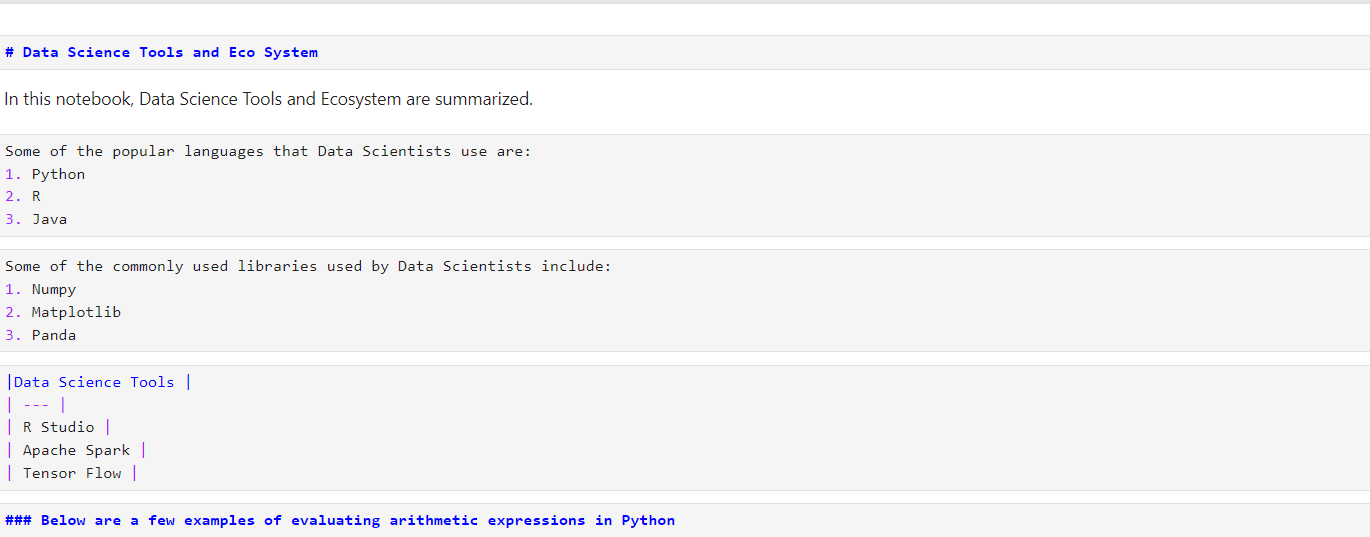 # Data Science Tools and Eco System
In this notebook, Data Science Tools and Ecosystem are summarized.
Some of the popular languages that Data Scientists use are:
1. Python
2. R
3. Java
Some of the commonly used libraries used by Data Scientists include:
1. Numpy
2. Matplotlib
3. Panda
|Data Science Tools |
| --- |
| R Studio |
| Apache Spark |
| Tensor Flow |
### Below are a few examples of evaluating arithmetic expressions in Python